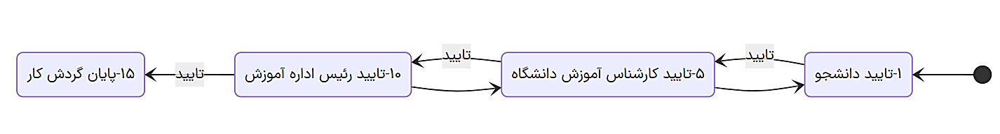 ۱-تایید دانشجو
تایید
۵-تایید کارشناس آموزش دانشگاه
تایید
۱۰-تایید رئیس اداره آموزش
تایید
۱۵-پایان گردش کار